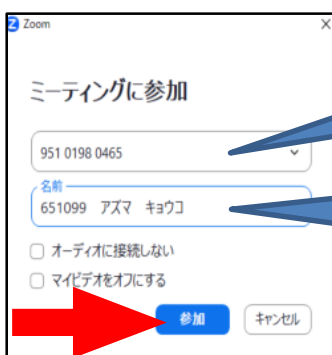 Zoom
ミーティングに参加
951 0198 0465
名前
651099 アズマ キョウコ
オーディオに接続しない
マイビデオをオフにする
参加
キャンセル